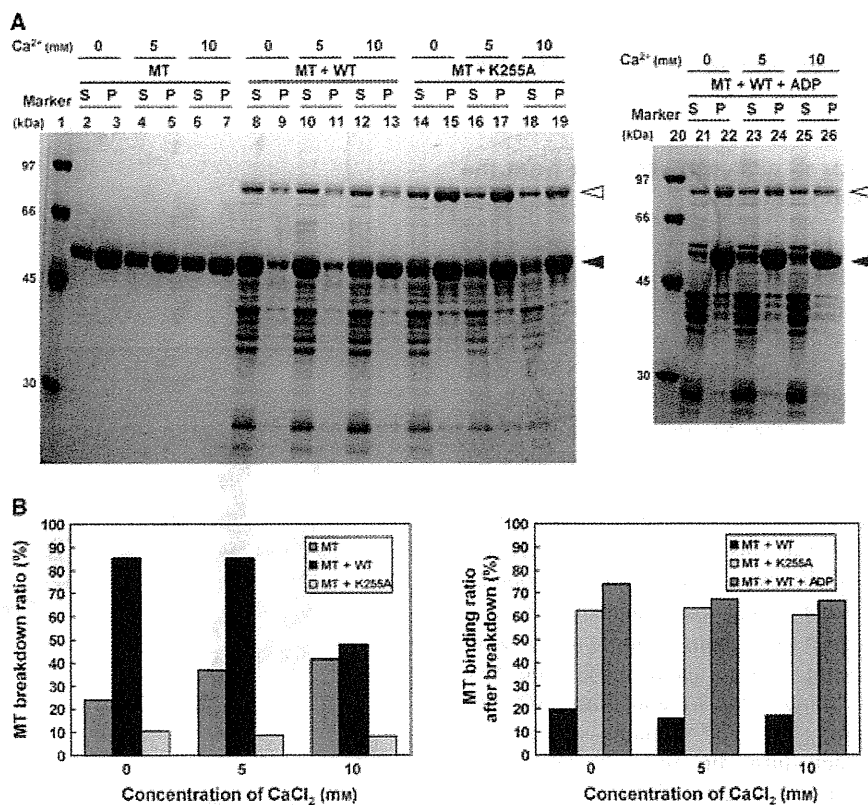 A
Ca²⁺ (mM) 0 5 10 0 5 10 0 5 10
MT MT + WT MT + K255A
Marker S P S P S P S P S P S P S P S P S P
(kDa) 1 2 3 4 5 6 7 8 9 10 11 12 13 14 15 16 17 18 19
97
66
45
30
Ca²⁺ (mM) 0 5 10
MT + WT + ADP
Marker S P S P S P
(kDa) 20 21 22 23 24 25 26
97
66
45
30
B
MT breakdown ratio (%)
100
90
80
70
60
50
40
30
20
10
0
MT
MT + WT
MT + K255A
0 5 10
Concentration of CaCl₂ (mM)
MT binding ratio
after breakdown (%)
100
90
80
70
60
50
40
30
20
10
0
MT + WT
MT + K255A
MT + WT + ADP
0 5 10
Concentration of CaCl₂ (mM)